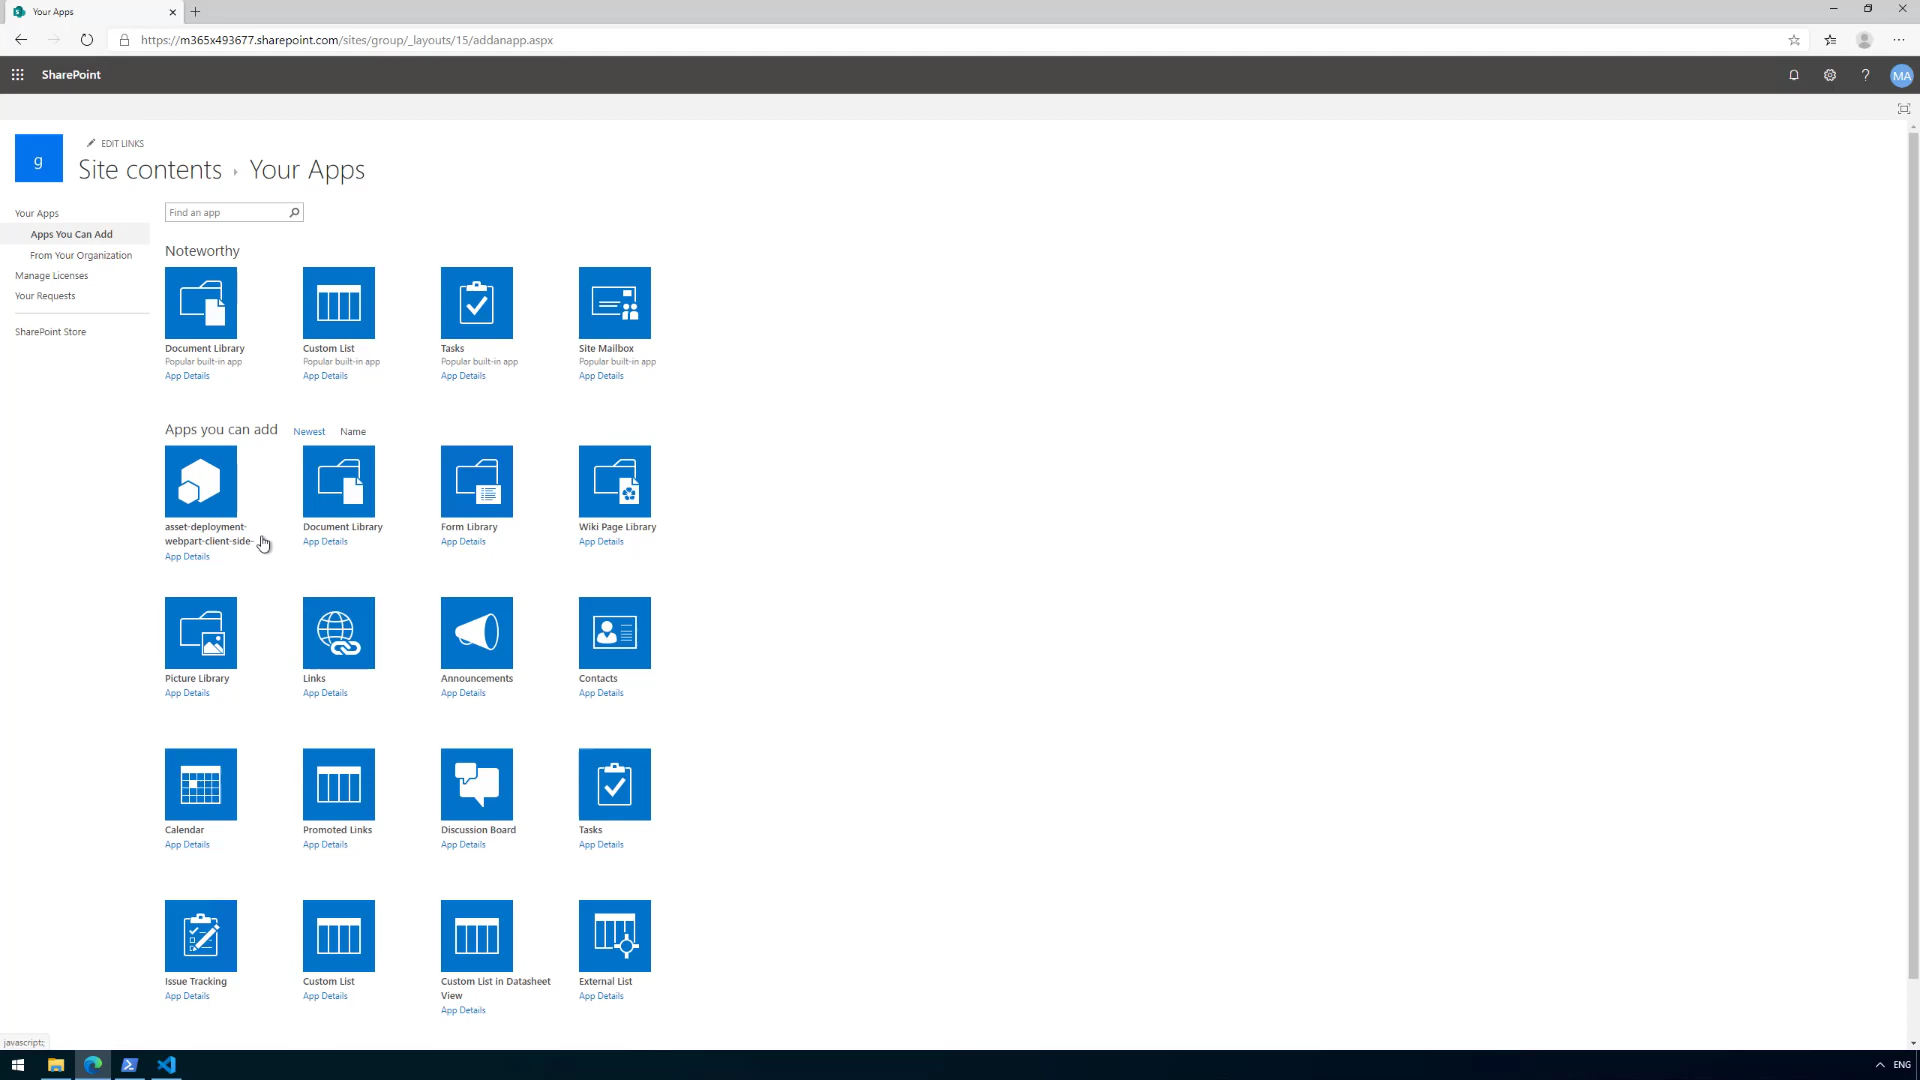 Your Apps
https://m365x493677.sharepoint.com/sites/group/_layouts/15/addanapp.aspx
SharePoint
MA
g
EDIT LINKS
Site contents Your Apps
Your Apps
Apps You Can Add
From Your Organization
Manage Licenses
Your Requests
SharePoint Store
Find an app
Noteworthy
Document Library
Popular built-in app
App Details
Custom List
Popular built-in app
App Details
Tasks
Popular built-in app
App Details
Site Mailbox
Popular built-in app
App Details
Apps you can add Newest Name
asset-deployment-
webpart-client-side-
App Details
Document Library
App Details
Form Library
App Details
Wiki Page Library
App Details
Picture Library
App Details
Links
App Details
Announcements
App Details
Contacts
App Details
Calendar
App Details
Promoted Links
App Details
Discussion Board
App Details
Tasks
App Details
Issue Tracking
App Details
Custom List
App Details
Custom List in Datasheet
View
App Details
External List
App Details
javascript:;
ENG